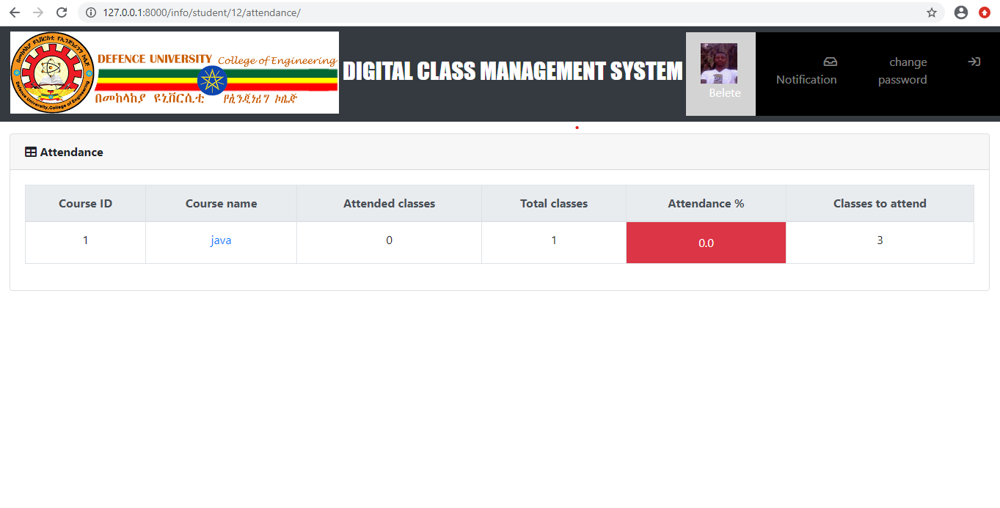 127.0.0.1:8000/info/student/12/attendance/
DEFENCE UNIVERSITY College of Engineering
በመከላከያ ዩኒቨርሲቲ የኢንጂነሪንግ ኮሌጅ
DIGITAL CLASS MANAGEMENT SYSTEM
Belete
Notification
change
password
Attendance
Course ID Course name Attended classes Total classes Attendance % Classes to attend
1 java 0 1 0.0 3